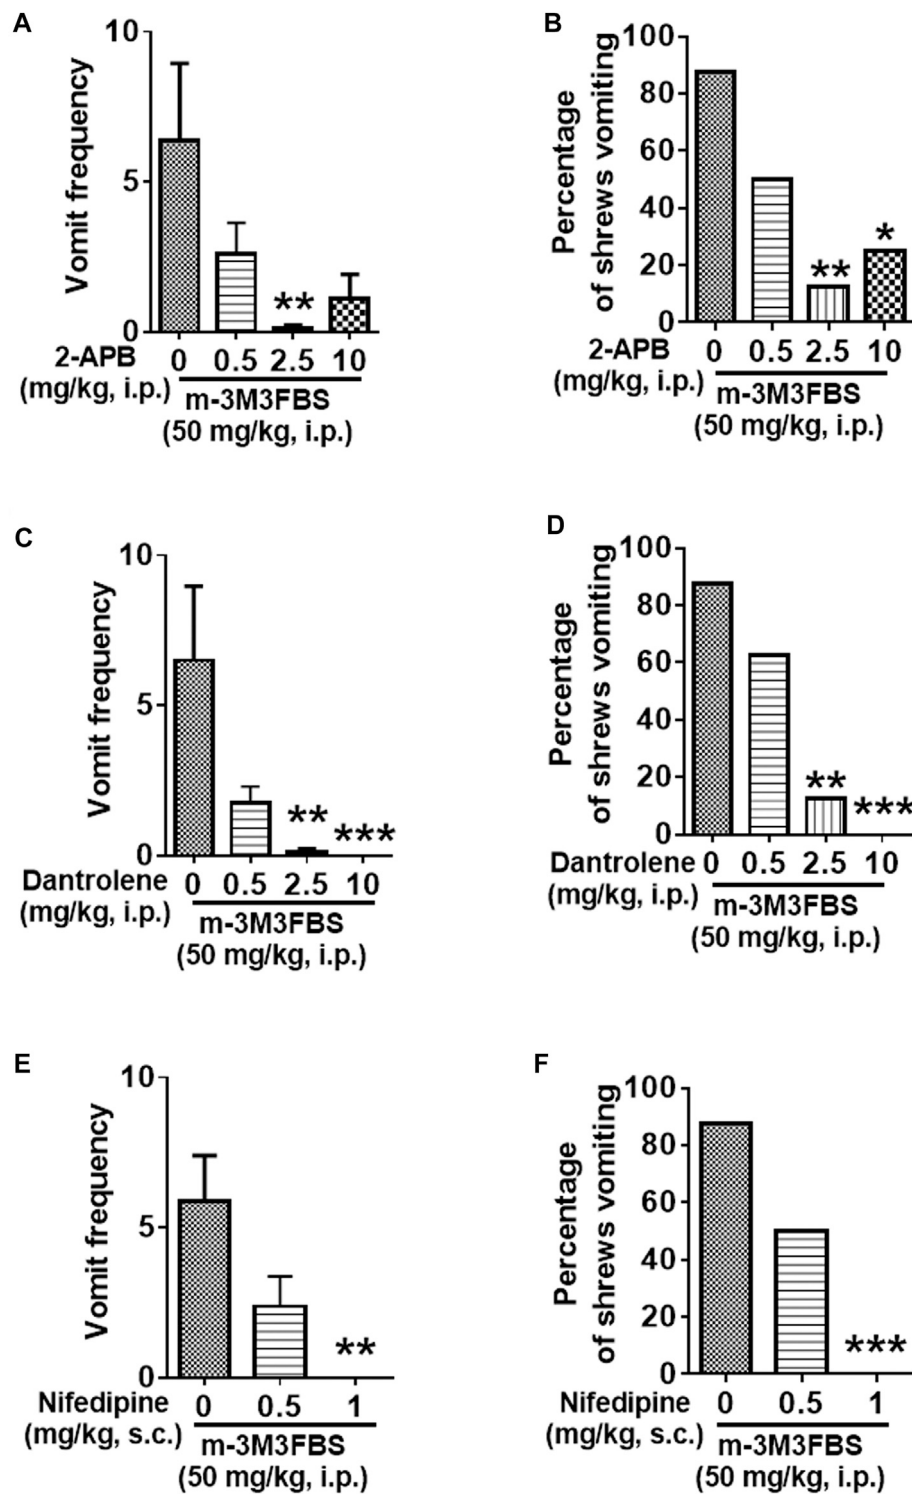 A
Vomit frequency
10
5
0
**
2-APB
(mg/kg, i.p.)
0 0.5 2.5 10
m-3M3FBS
(50 mg/kg, i.p.)
B
Percentage
of shrews vomiting
100
80
60
40
20
0
**
*
2-APB
(mg/kg, i.p.)
0 0.5 2.5 10
m-3M3FBS
(50 mg/kg, i.p.)
C
Vomit frequency
10
5
0
**
***
Dantrolene
(mg/kg, i.p.)
0 0.5 2.5 10
m-3M3FBS
(50 mg/kg, i.p.)
D
Percentage
of shrews vomiting
100
80
60
40
20
0
**
***
Dantrolene
(mg/kg, i.p.)
0 0.5 2.5 10
m-3M3FBS
(50 mg/kg, i.p.)
E
Vomit frequency
10
5
0
**
Nifedipine
(mg/kg, s.c.)
0 0.5 1
m-3M3FBS
(50 mg/kg, i.p.)
F
Percentage
of shrews vomiting
100
80
60
40
20
0
***
Nifedipine
(mg/kg, s.c.)
0 0.5 1
m-3M3FBS
(50 mg/kg, i.p.)